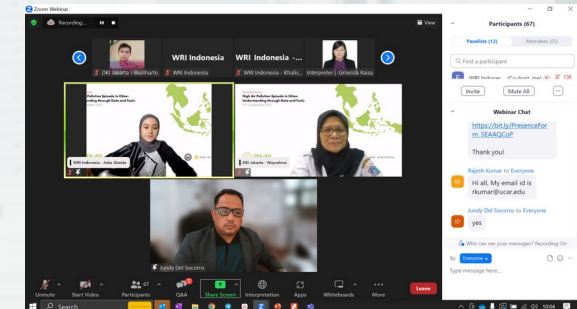 Zoom Webinar
Recording...
View
DKI Jakarta - Budiharto
WRI Indonesia
WRI Indonesia
WRI Indonesia -...
WRI Indonesia - Khalis...
Interpreter | Griselda Raisa
High Air Pollution Episode in Cities:
Understanding through Data and Tools
DKI Jakarta - Wayrahma
Jundy Del Socorro
Participants (67)
Panelists (12)
Attendees (55)
Find a participant
Invite
Mute All
Webinar Chat
https://bit.ly/PresenceFor
m_SEAAQCoP
Thank you!
Rajesh Kumar to Everyone
Hi all, My email id is
rkumar@ucar.edu
Jundy Del Socorro to Everyone
yes
Who can see your messages? Recording On
To: Everyone
Type message here...
Unmute
Start Video
Participants
67
Q&A
Share Screen
Interpretation
Apps
Whiteboards
More
Leave
Search
10:04